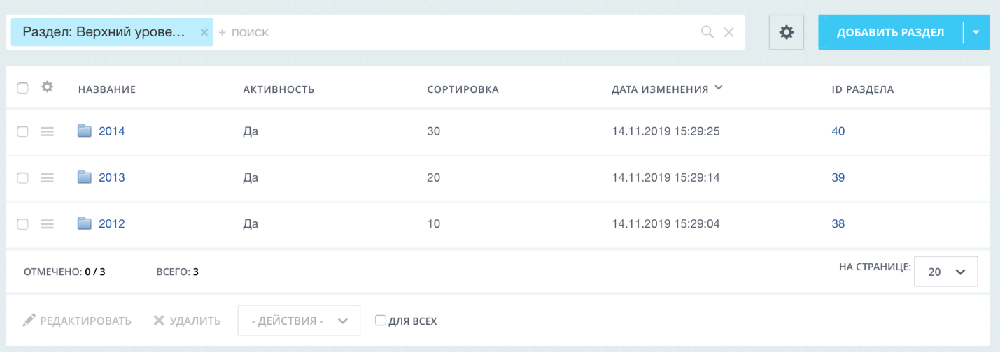 Раздел: Верхний урове... × + поиск
ДОБАВИТЬ РАЗДЕЛ
НАЗВАНИЕ АКТИВНОСТЬ СОРТИРОВКА ДАТА ИЗМЕНЕНИЯ ID РАЗДЕЛА
2014 Да 30 14.11.2019 15:29:25 40
2013 Да 20 14.11.2019 15:29:14 39
2012 Да 10 14.11.2019 15:29:04 38
ОТМЕЧЕНО: 0 / 3 ВСЕГО: 3 НА СТРАНИЦЕ: 20
РЕДАКТИРОВАТЬ УДАЛИТЬ - ДЕЙСТВИЯ - ДЛЯ ВСЕХ